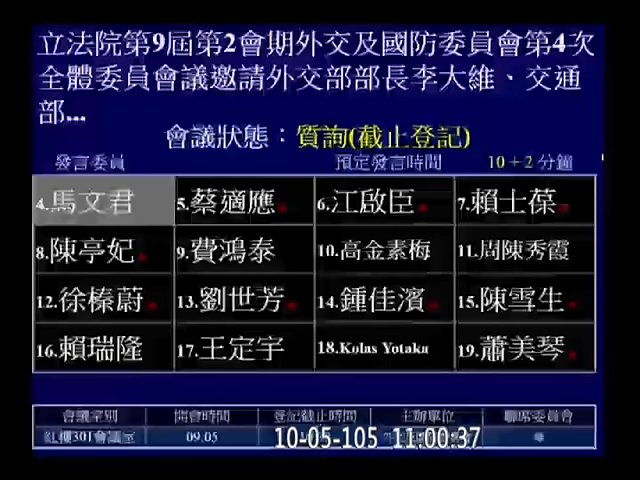 立法院第9屆第2會期外交及國防委員會第4次
全體委員會議邀請外交部部長李大維、交通
部...
會議狀態：質詢(截止登記)
發言委員 預定發言時間 10+2分鐘
4.馬文君 5.蔡適應 6.江啟臣 7.賴士葆
8.陳亭妃 9.費鴻泰 10.高金素梅 11.周陳秀霞
12.徐榛蔚 13.劉世芳 14.鍾佳濱 15.陳雪生
16.賴瑞隆 17.王定宇 18.Kolas Yotaka 19.蕭美琴
會議室別 開會時間 登記截止時間 主辦單位 聯席委員會
紅樓301會議室 09.05
10-05-105 11:00:37